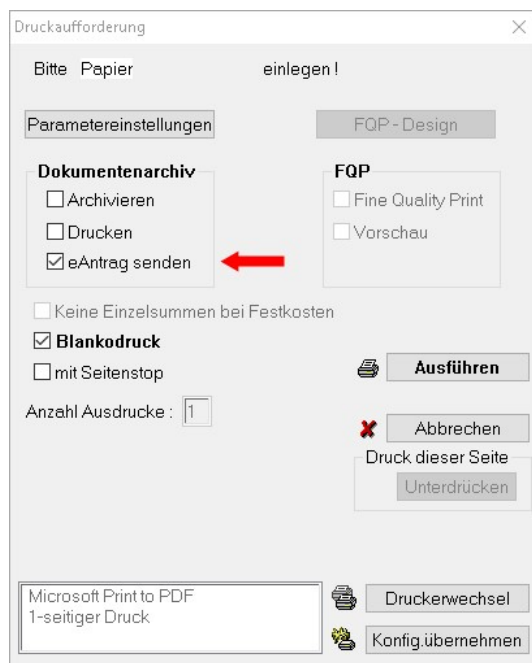 Druckaufforderung
Bitte Papier einlegen !
Parametereinstellungen
FQP - Design
Dokumentenarchiv
Archivieren
Drucken
eAntrag senden
FQP
Fine Quality Print
Vorschau
Keine Einzelsummen bei Festkosten
Blankodruck
mit Seitenstop
Anzahl Ausdrucke : 1
Ausführen
Abbrechen
Druck dieser Seite
Unterdrücken
Microsoft Print to PDF
1-seitiger Druck
Druckerwechsel
Konfig.übernehmen